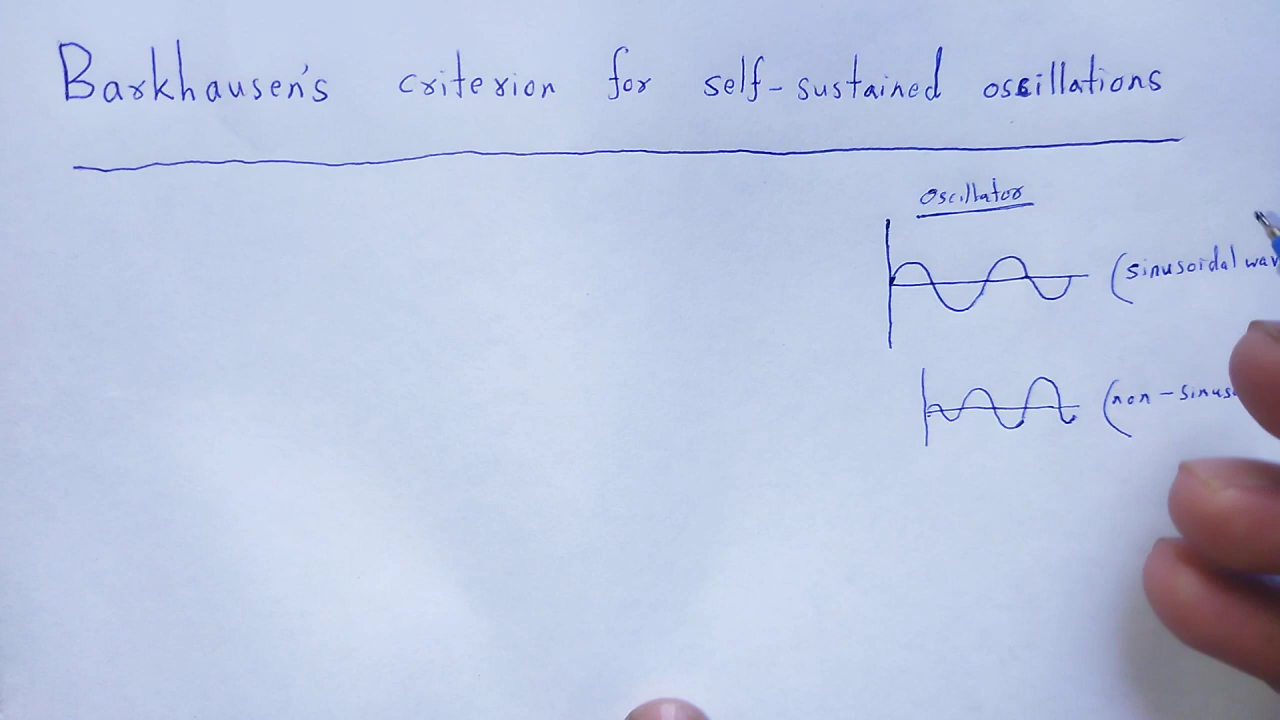 Barkhausen's criterion for self-sustained oscillations
Oscillator
(sinusoidal wav
(non-sinus